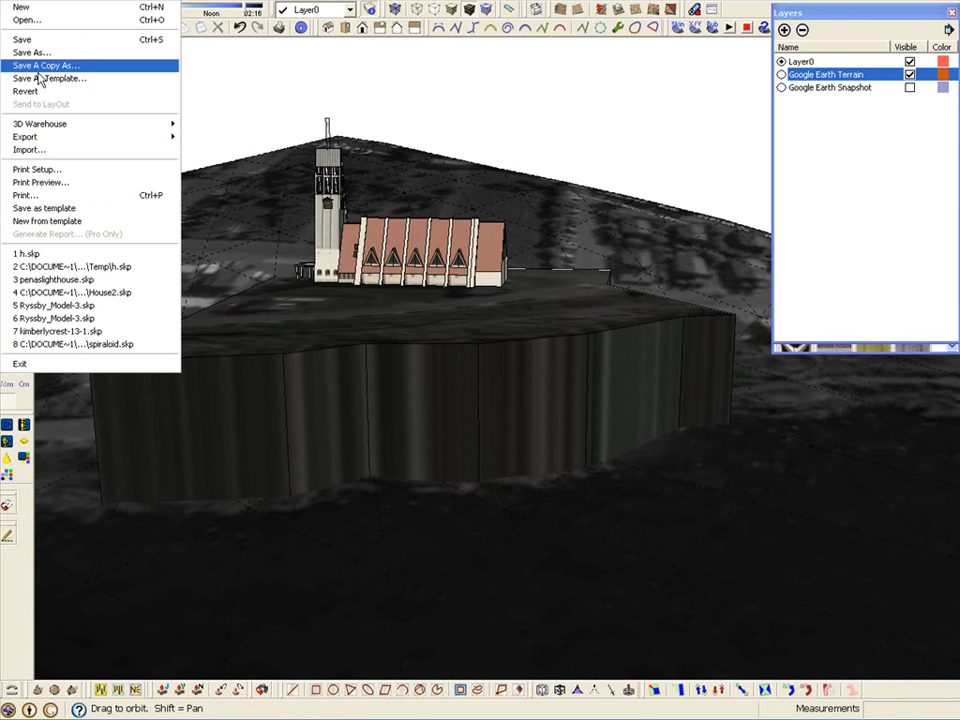 New Ctrl+N
Open... Ctrl+O
Save Ctrl+S
Save As...
Save A Copy As...
Save A Template...
Revert
Send to LayOut
3D Warehouse
Export
Import...
Print Setup...
Print Preview...
Print... Ctrl+P
Save as template
New from template
Generate Report... (Pro Only)
1 h.skp
2 C:\DOCUME~1\...\Temp\h.skp
3 penaslighthouse.skp
4 C:\DOCUME~1\...\House2.skp
5 Ryssby_Model-3.skp
6 Ryssby_Model-3.skp
7 kimberlycrest-13-1.skp
8 C:\DOCUME~1\...\spiraloid.skp
Exit
Noon 02:16
Layer0
Skin X/Y Bub
Layers
Name Visible Color
Layer0
Google Earth Terrain
Google Earth Snapshot
Drag to orbit. Shift = Pan
Measurements